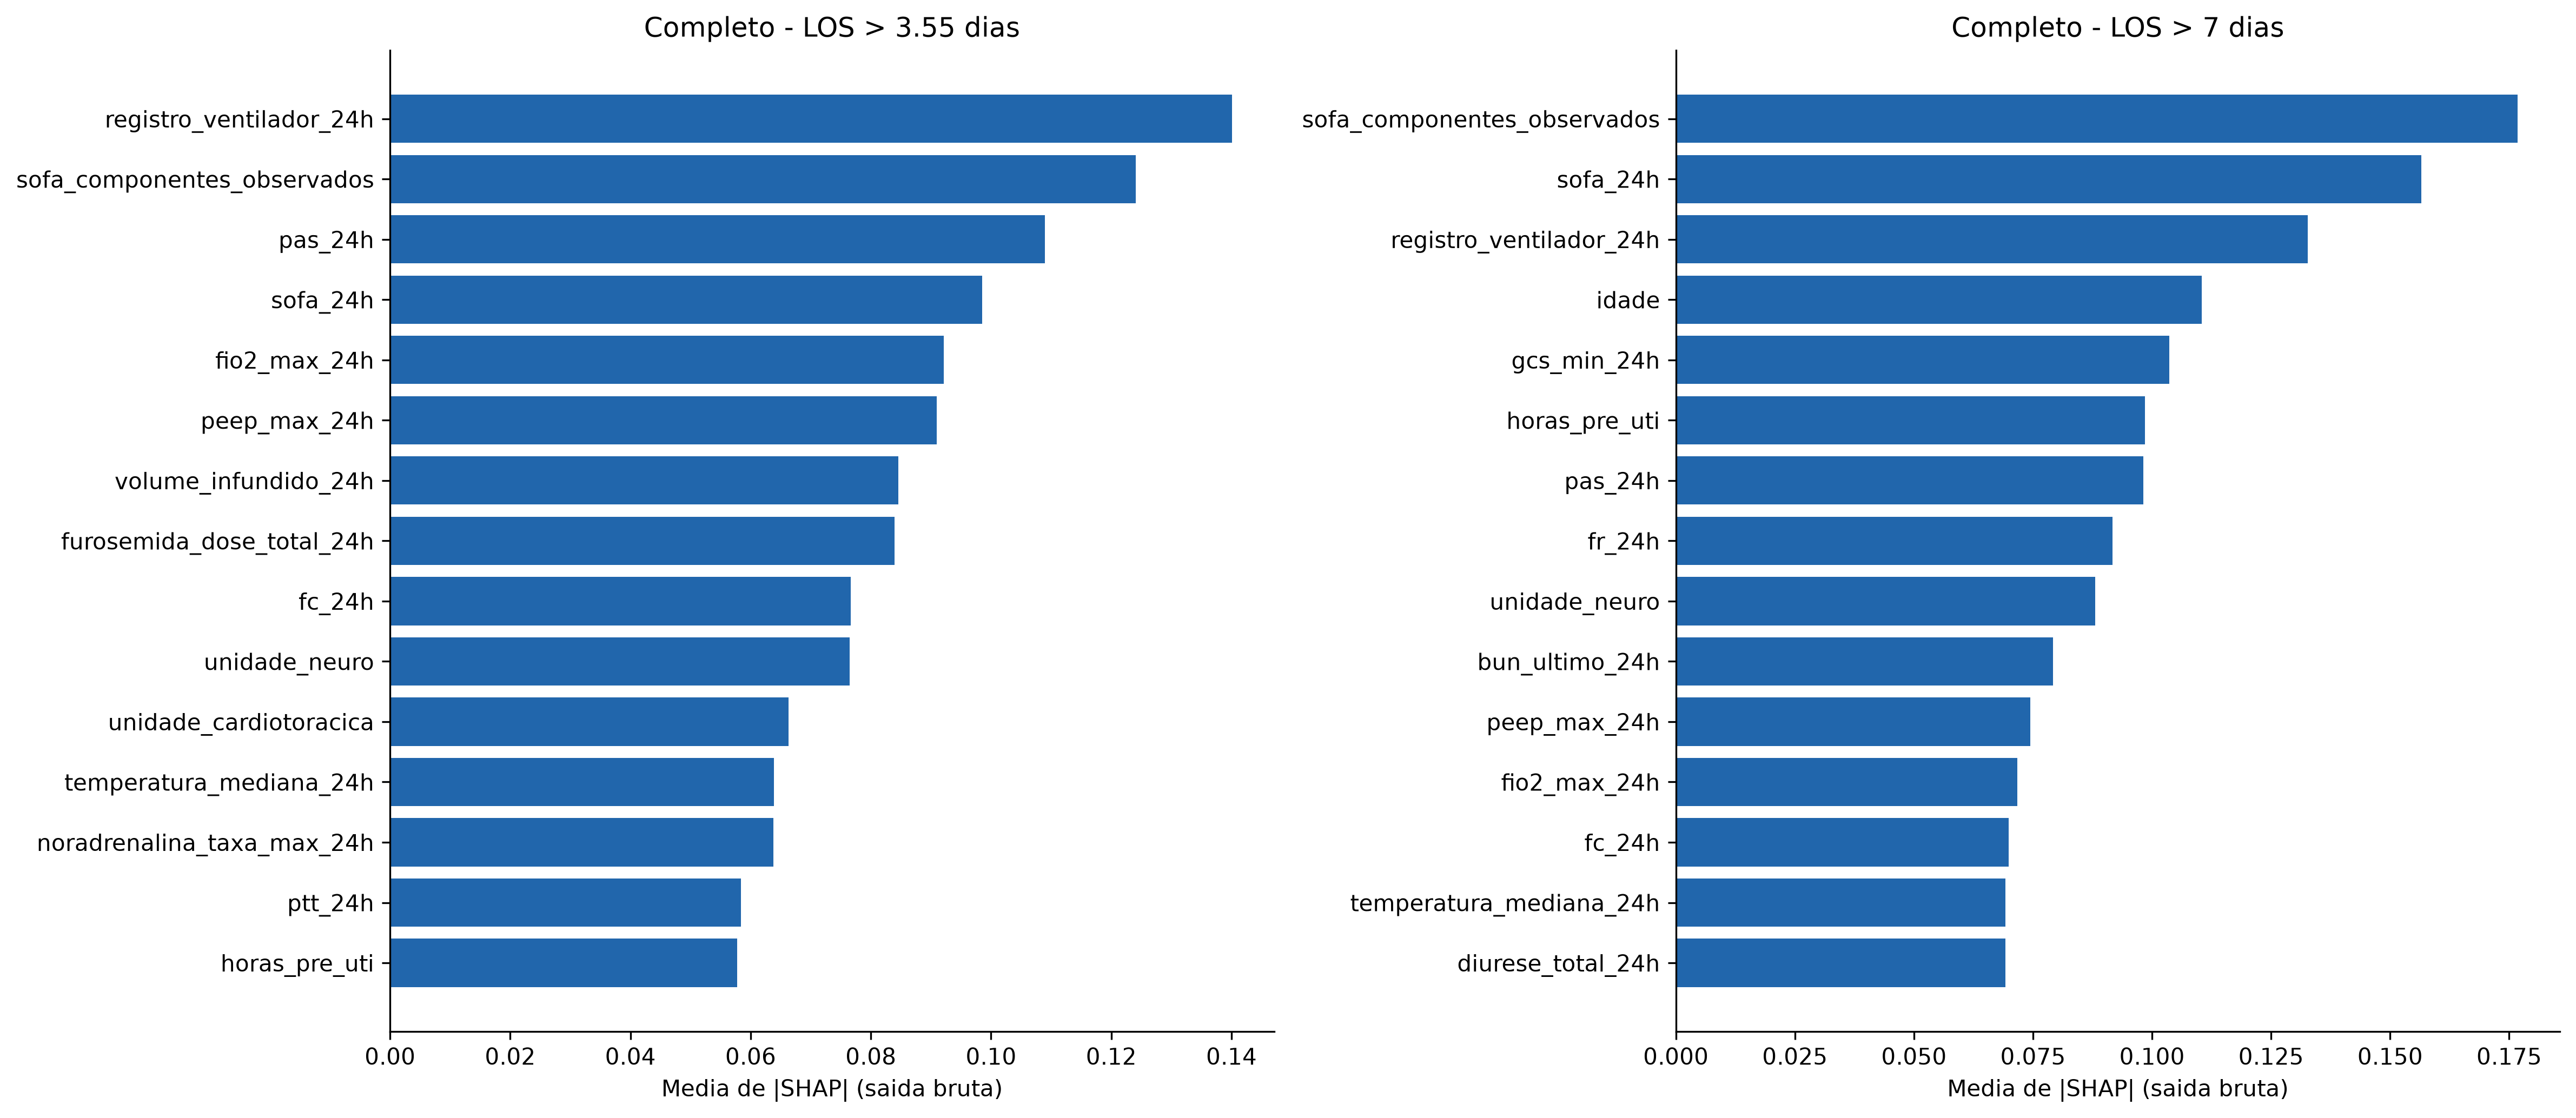 Completo - LOS > 3.55 dias
registro_ventilador_24h
sofa_componentes_observados
pas_24h
sofa_24h
fio2_max_24h
peep_max_24h
volume_infundido_24h
furosemida_dose_total_24h
fc_24h
unidade_neuro
unidade_cardiotoracica
temperatura_mediana_24h
noradrenalina_taxa_max_24h
ptt_24h
horas_pre_uti
0.00 0.02 0.04 0.06 0.08 0.10 0.12 0.14
Media de |SHAP| (saida bruta)
Completo - LOS > 7 dias
sofa_componentes_observados
sofa_24h
registro_ventilador_24h
idade
gcs_min_24h
horas_pre_uti
pas_24h
fr_24h
unidade_neuro
bun_ultimo_24h
peep_max_24h
fio2_max_24h
fc_24h
temperatura_mediana_24h
diurese_total_24h
0.000 0.025 0.050 0.075 0.100 0.125 0.150 0.175
Media de |SHAP| (saida bruta)